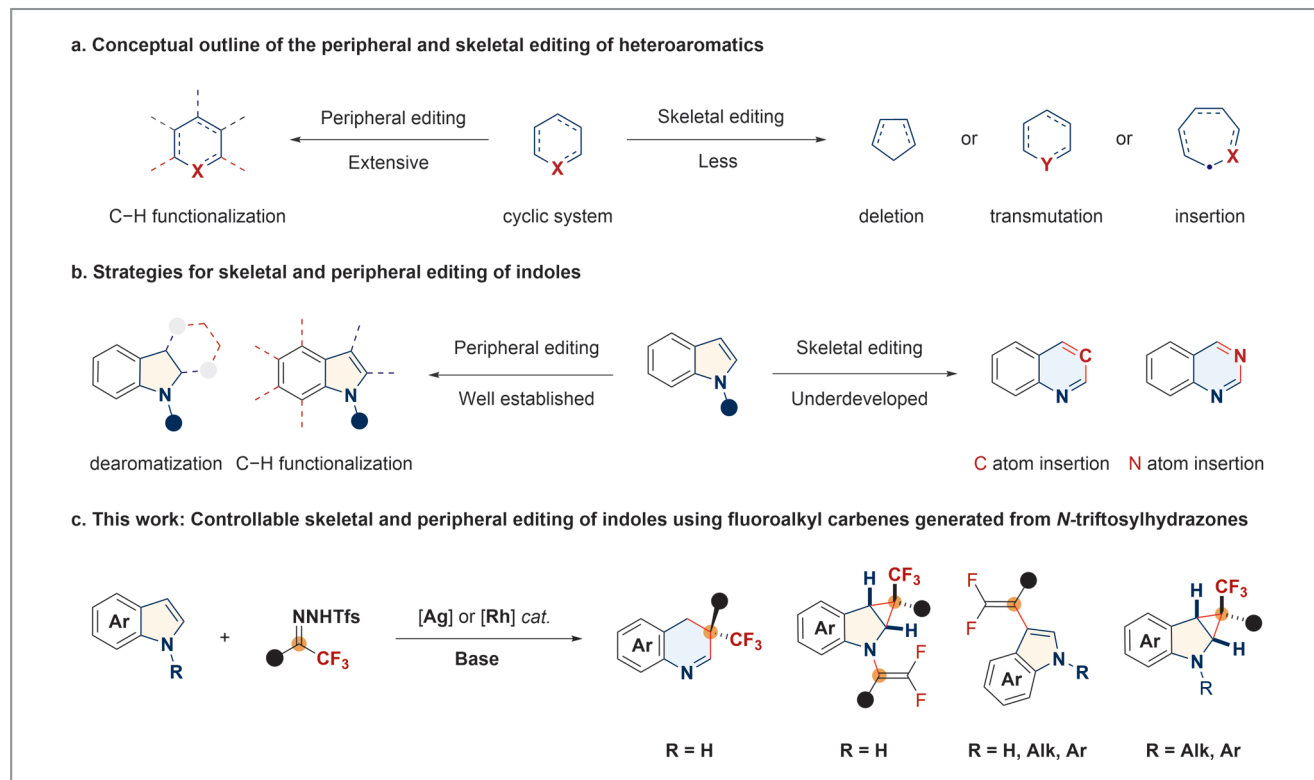 a. Conceptual outline of the peripheral and skeletal editing of heteroaromatics
Peripheral editing
Extensive
Skeletal editing
Less
X
X
Y
X
or
or
C−H functionalization
cyclic system
deletion
transmutation
insertion
b. Strategies for skeletal and peripheral editing of indoles
N
N
Peripheral editing
Well established
N
Skeletal editing
Underdeveloped
C
N
N
N
dearomatization
C−H functionalization
C atom insertion
N atom insertion
c. This work: Controllable skeletal and peripheral editing of indoles using fluoroalkyl carbenes generated from N-triftosylhydrazones
Ar
N
R
+
NNHTfs
CF3
[Ag] or [Rh] cat.
Base
Ar
N
CF3
R = H
H
CF3
Ar
H
N
F
F
R = H
F
F
N
R
Ar
R = H, Alk, Ar
H
CF3
Ar
H
N
R
R = Alk, Ar